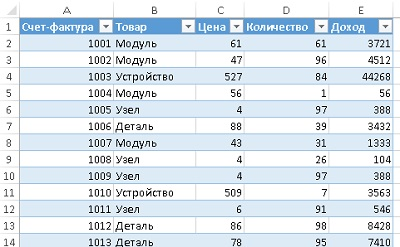 A B C D E
1 Счет-фактура Товар Цена Количество Доход
2 1001 Модуль 61 61 3721
3 1002 Модуль 47 96 4512
4 1003 Устройство 527 84 44268
5 1004 Модуль 56 1 56
6 1005 Узел 4 97 388
7 1006 Деталь 88 39 3432
8 1007 Модуль 43 31 1333
9 1008 Узел 4 26 104
10 1009 Узел 4 97 388
11 1010 Устройство 509 7 3563
12 1011 Узел 6 91 546
13 1012 Деталь 86 98 8428
14 1013 Деталь 78 95 7410